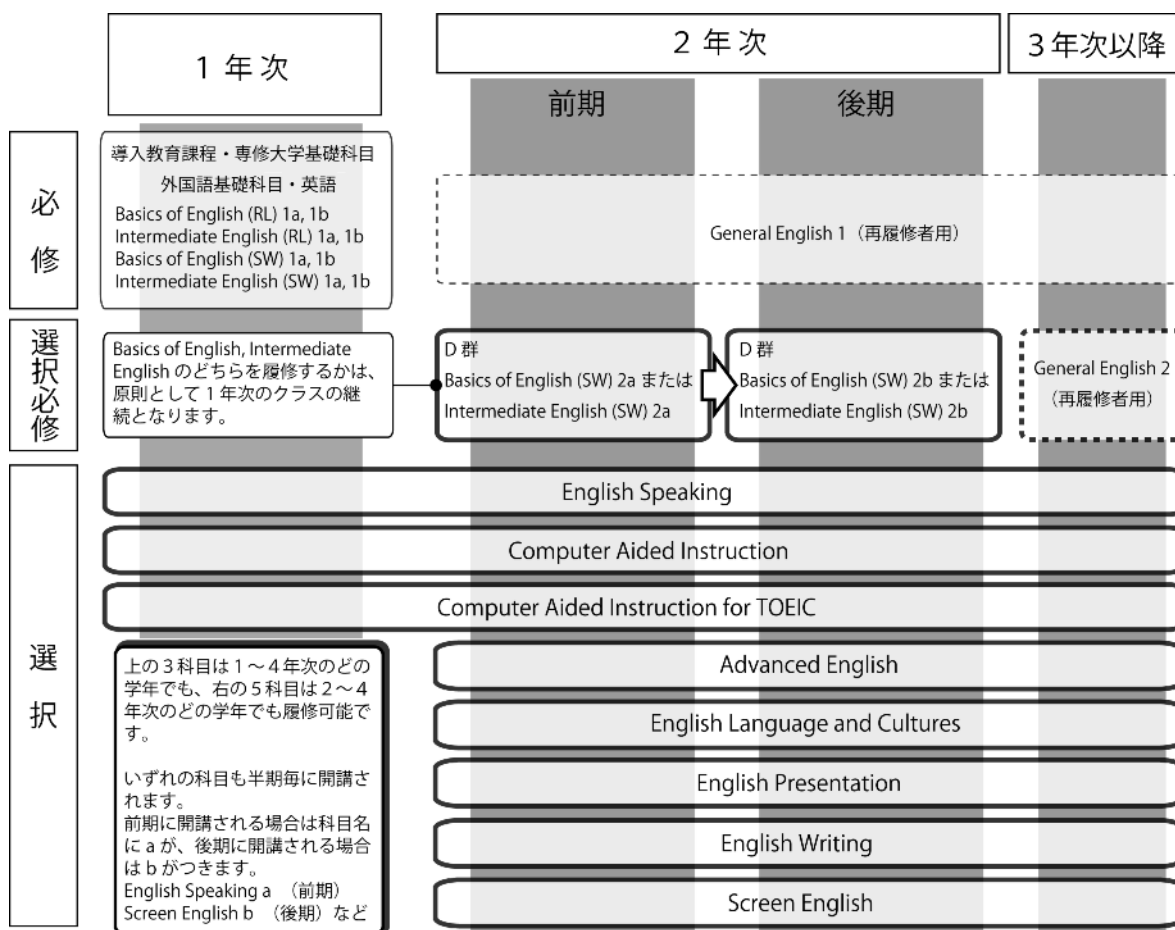 1 年 次
2 年 次
3 年次以降
前期
後期
必修
導入教育課程・専修大学基礎科目
外国語基礎科目・英語
Basics of English (RL) 1a, 1b
Intermediate English (RL) 1a, 1b
Basics of English (SW) 1a, 1b
Intermediate English (SW) 1a, 1b
General English 1（再履修者用）
選択必修
Basics of English, Intermediate
English のどちらを履修するかは、
原則として 1 年次のクラスの継
続となります。
D 群
Basics of English (SW) 2a または
Intermediate English (SW) 2a
D 群
Basics of English (SW) 2b または
Intermediate English (SW) 2b
General English 2
（再履修者用）
選択
English Speaking
Computer Aided Instruction
Computer Aided Instruction for TOEIC
上の３科目は１～４年次のどの
学年でも、右の５科目は２～４
年次のどの学年でも履修可能で
す。
いずれの科目も半期毎に開講さ
れます。
前期に開講される場合は科目名
に a が、後期に開講される場合
は b がつきます。
English Speaking a （前期）
Screen English b （後期）など
Advanced English
English Language and Cultures
English Presentation
English Writing
Screen English